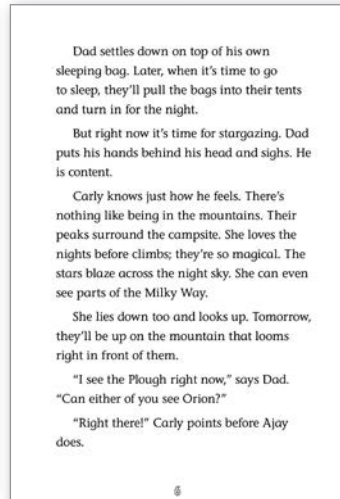 Dad settles down on top of his own
sleeping bag. Later, when it’s time to go
to sleep, they’ll pull the bags into their tents
and turn in for the night.
But right now it’s time for stargazing. Dad
puts his hands behind his head and sighs. He
is content.
Carly knows just how he feels. There’s
nothing like being in the mountains. Their
peaks surround the campsite. She loves the
nights before climbs; they’re so magical. The
stars blaze across the night sky. She can even
see parts of the Milky Way.
She lies down too and looks up. Tomorrow,
they’ll be up on the mountain that looms
right in front of them.
“I see the Plough right now,” says Dad.
“Can either of you see Orion?”
“Right there!” Carly points before Ajay
does.
6